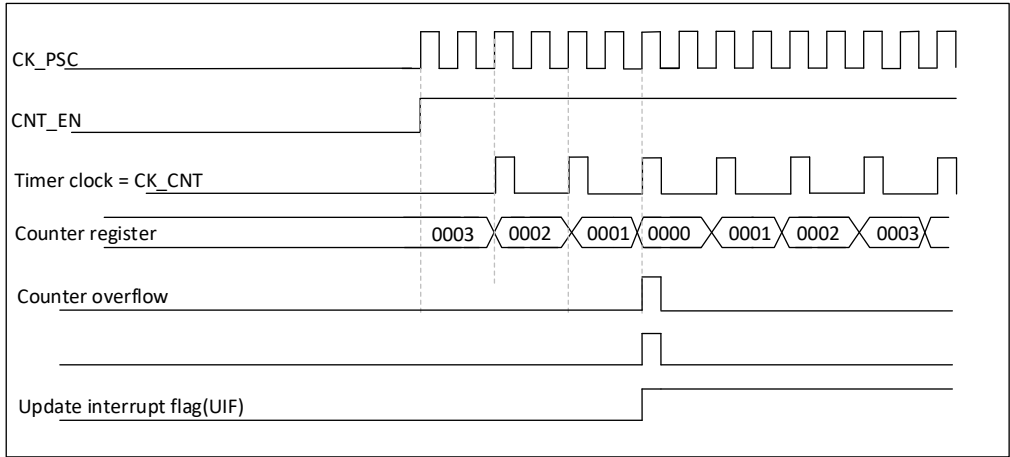 CK_PSC
CNT_EN
Timer clock = CK_CNT
Counter register
0003 0002 0001 0000 0001 0002 0003
Counter overflow
Update interrupt flag(UIF)